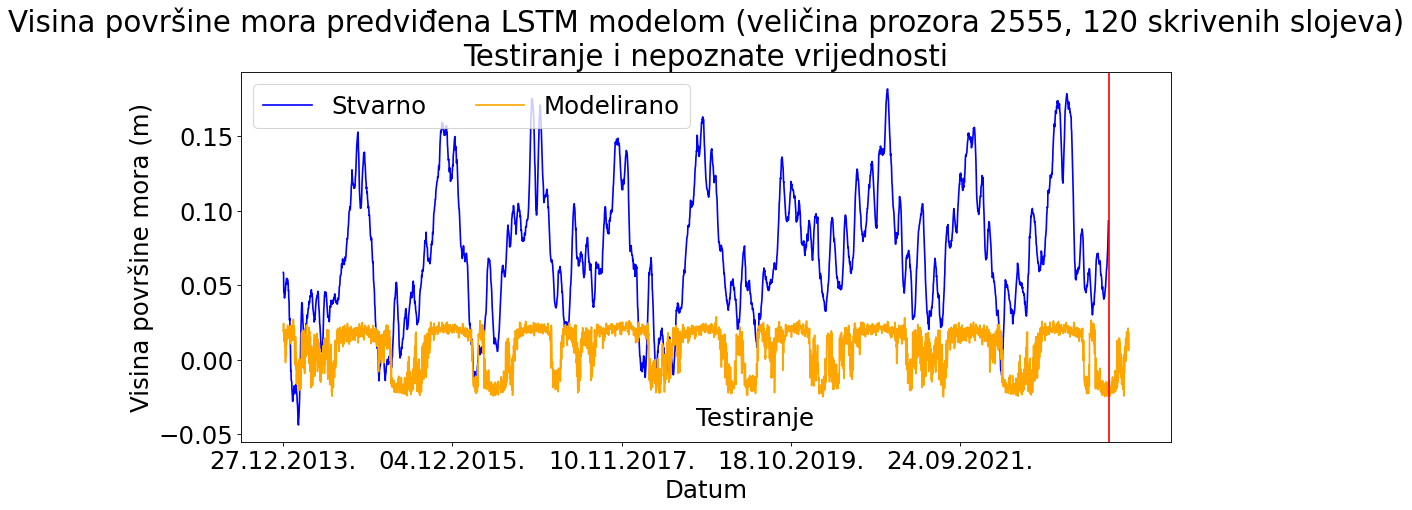 Visina površine mora predviđena LSTM modelom (veličina prozora 2555, 120 skrivenih slojeva)
Testiranje i nepoznate vrijednosti
Stvarno
Modelirano
Visina površine mora (m)
0.15
0.10
0.05
0.00
−0.05
Testiranje
27.12.2013.
04.12.2015.
10.11.2017.
18.10.2019.
24.09.2021.
Datum